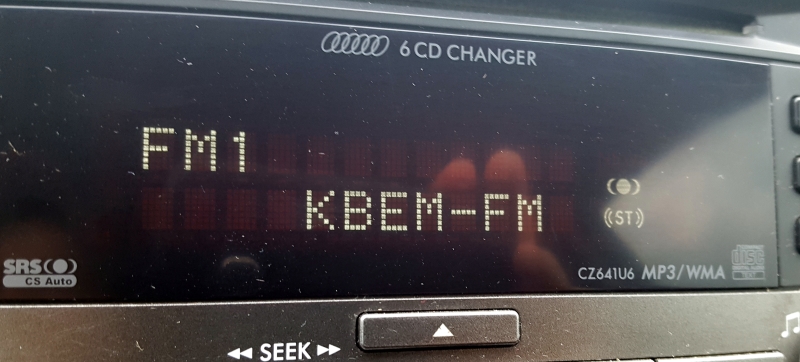 6 CD CHANGER
FM1
KBEM-FM
((ST))
SRS
CS Auto
CZ641U6 MP3/WMA
SEEK